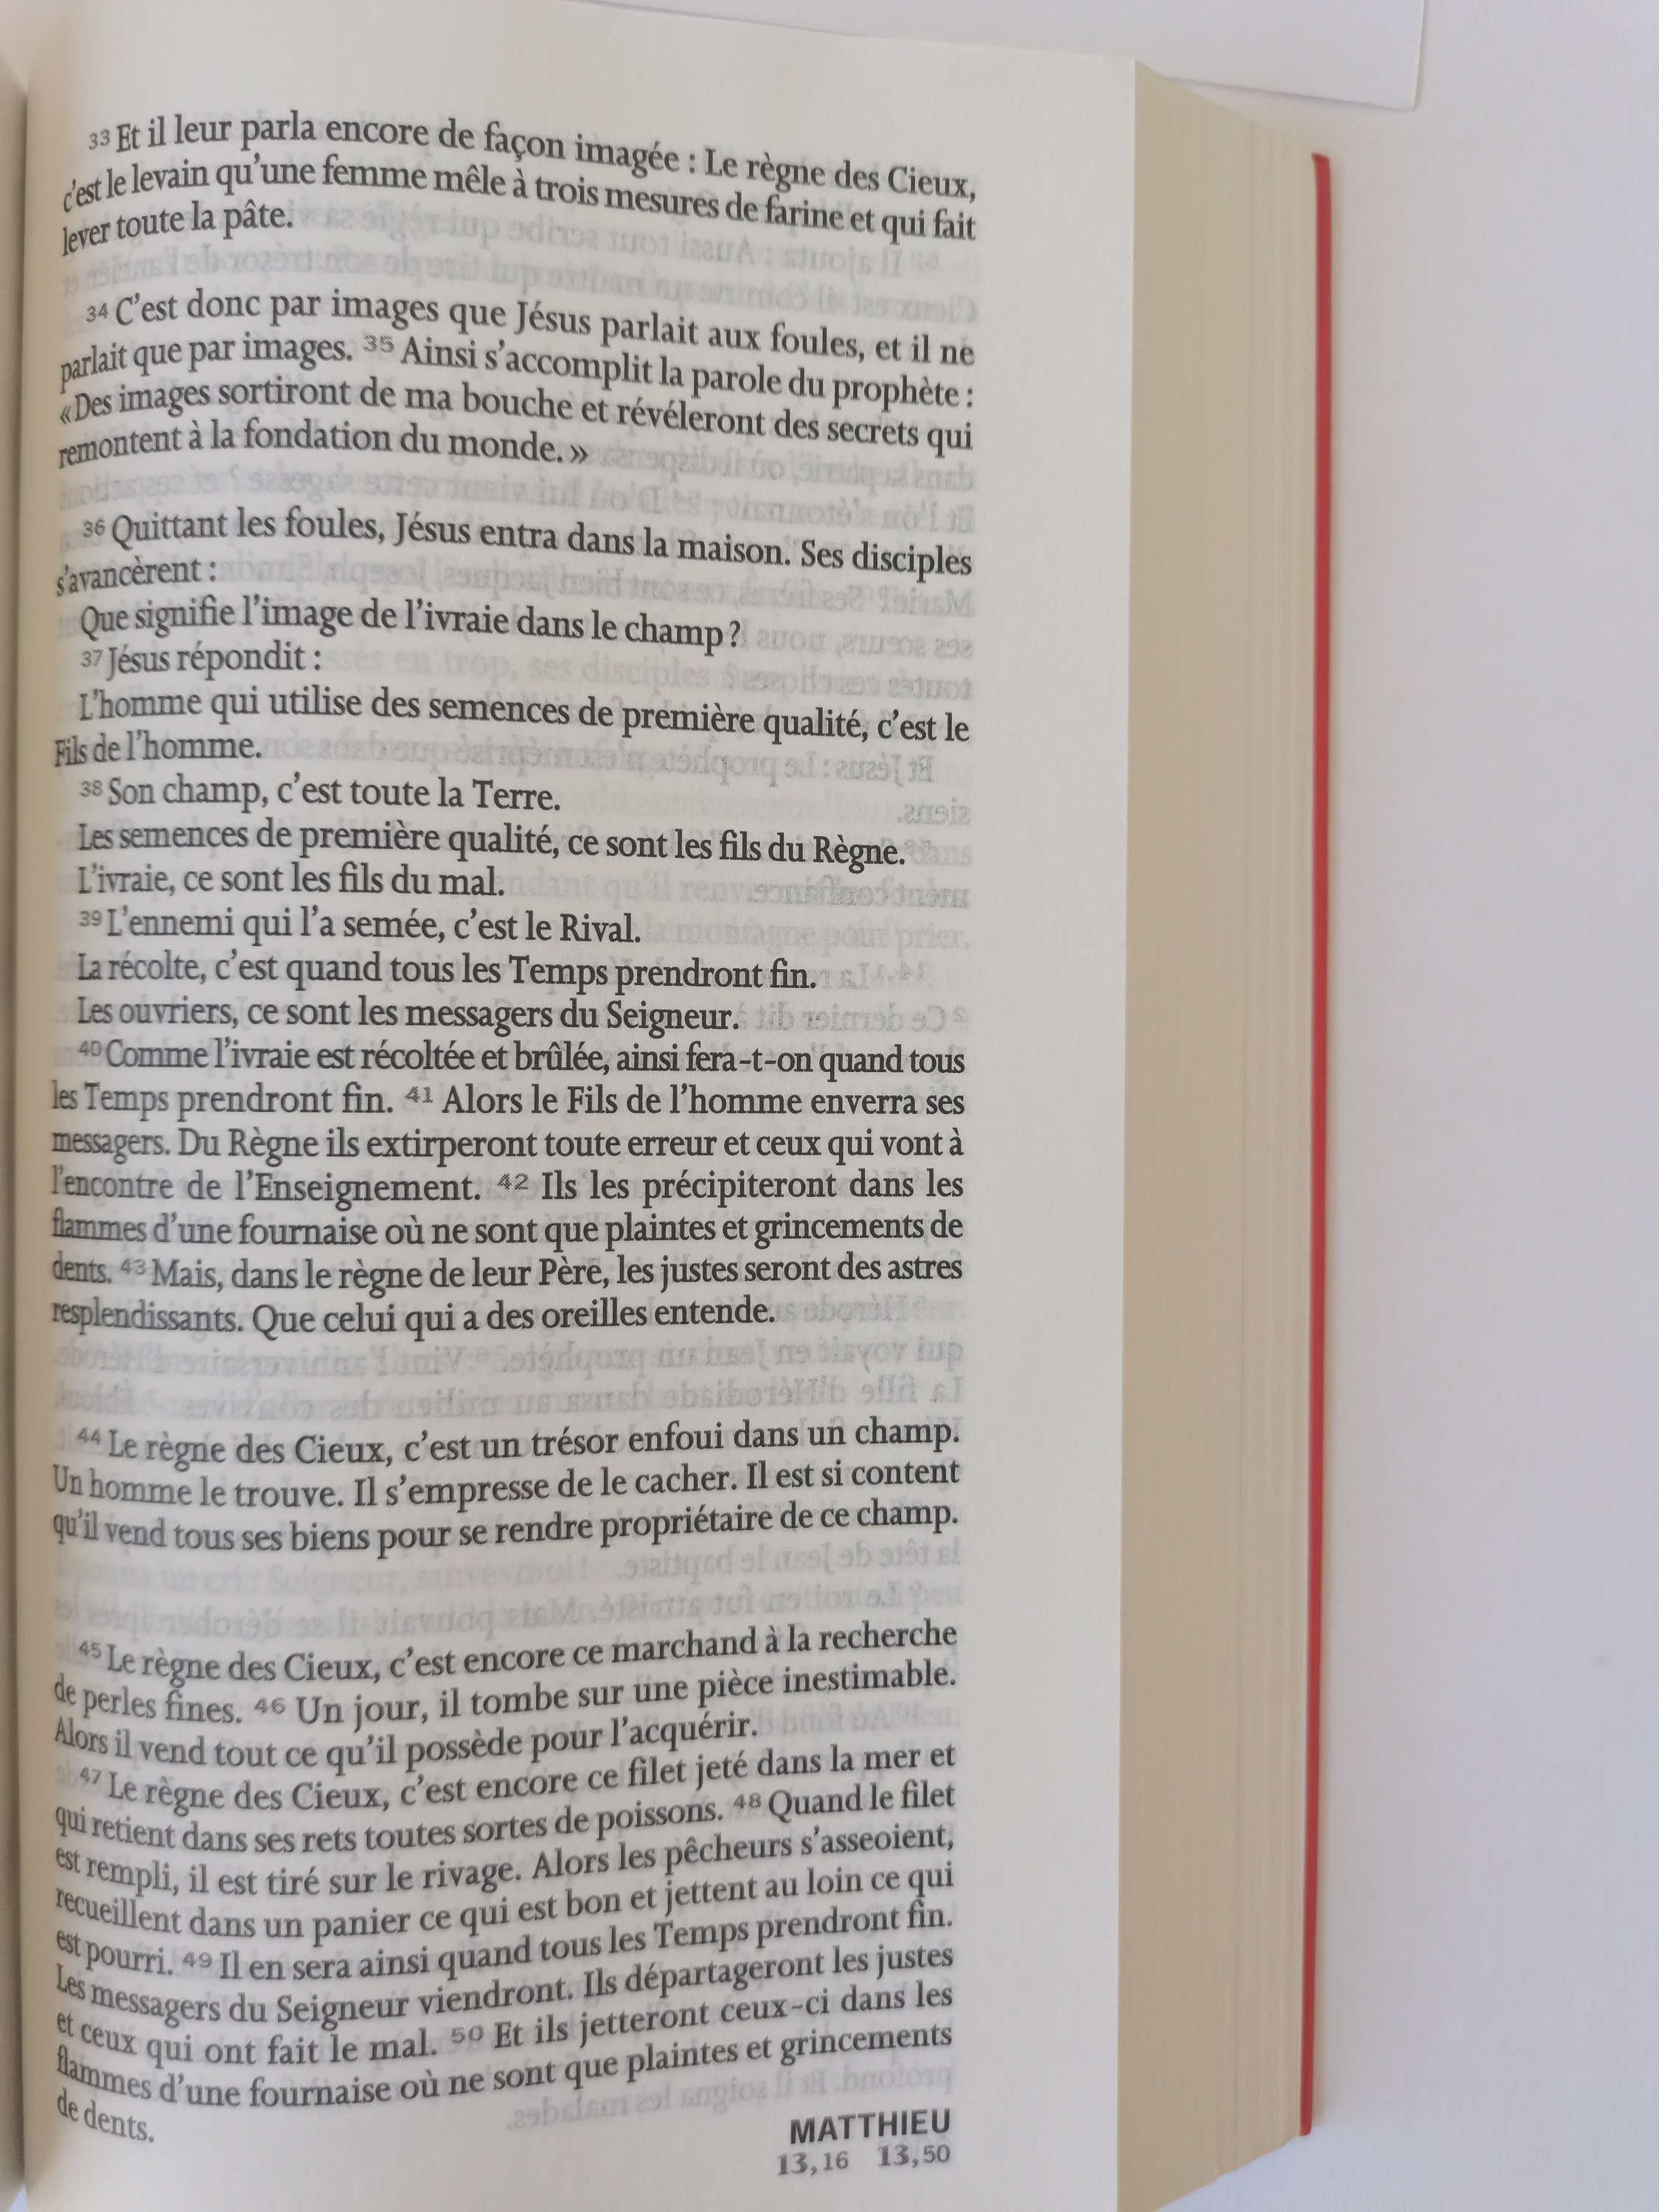 33 Et il leur parla encore de façon imagée : Le règne des Cieux,
c'est le levain qu'une femme mêle à trois mesures de farine et qui fait
lever toute la pâte.
34 C'est donc par images que Jésus parlait aux foules, et il ne
parlait que par images. 35 Ainsi s'accomplit la parole du prophète :
«Des images sortiront de ma bouche et révéleront des secrets qui
remontent à la fondation du monde.»
36 Quittant les foules, Jésus entra dans la maison. Ses disciples
s'avancèrent :
Que signifie l'image de l'ivraie dans le champ ?
37 Jésus répondit :
L'homme qui utilise des semences de première qualité, c'est le
Fils de l'homme.
38 Son champ, c'est toute la Terre.
Les semences de première qualité, ce sont les fils du Règne.
L'ivraie, ce sont les fils du mal.
39 L'ennemi qui l'a semée, c'est le Rival.
La récolte, c'est quand tous les Temps prendront fin.
Les ouvriers, ce sont les messagers du Seigneur.
40 Comme l'ivraie est récoltée et brûlée, ainsi fera-t-on quand tous
les Temps prendront fin. 41 Alors le Fils de l'homme enverra ses
messagers. Du Règne ils extirperont toute erreur et ceux qui vont à
l'encontre de l'Enseignement. 42 Ils les précipiteront dans les
flammes d'une fournaise où ne sont que plaintes et grincements de
dents. 43 Mais, dans le règne de leur Père, les justes seront des astres
resplendissants. Que celui qui a des oreilles entende.
44 Le règne des Cieux, c'est un trésor enfoui dans un champ.
Un homme le trouve. Il s'empresse de le cacher. Il est si content
qu'il vend tous ses biens pour se rendre propriétaire de ce champ.
45 Le règne des Cieux, c'est encore ce marchand à la recherche
de perles fines. 46 Un jour, il tombe sur une pièce inestimable.
Alors il vend tout ce qu'il possède pour l'acquérir.
47 Le règne des Cieux, c'est encore ce filet jeté dans la mer et
qui retient dans ses rets toutes sortes de poissons. 48 Quand le filet
est rempli, il est tiré sur le rivage. Alors les pêcheurs s'asseoient,
recueillent dans un panier ce qui est bon et jettent au loin ce qui
est pourri. 49 Il en sera ainsi quand tous les Temps prendront fin.
Les messagers du Seigneur viendront. Ils départageront les justes
et ceux qui ont fait le mal. 50 Et ils jetteront ceux-ci dans les
flammes d'une fournaise où ne sont que plaintes et grincements
de dents.
MATTHIEU
13,16 13,50